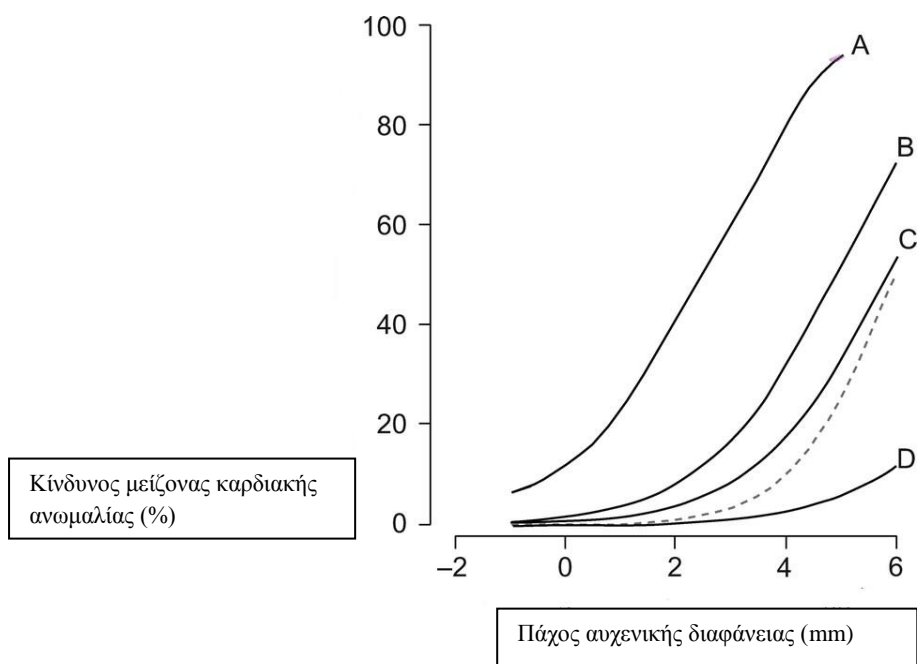 100
80
60
40
20
0
A
B
C
D
Κίνδυνος μείζονας καρδιακής
ανωμαλίας (%)
–2 0 2 4 6
Πάχος αυχενικής διαφάνειας (mm)